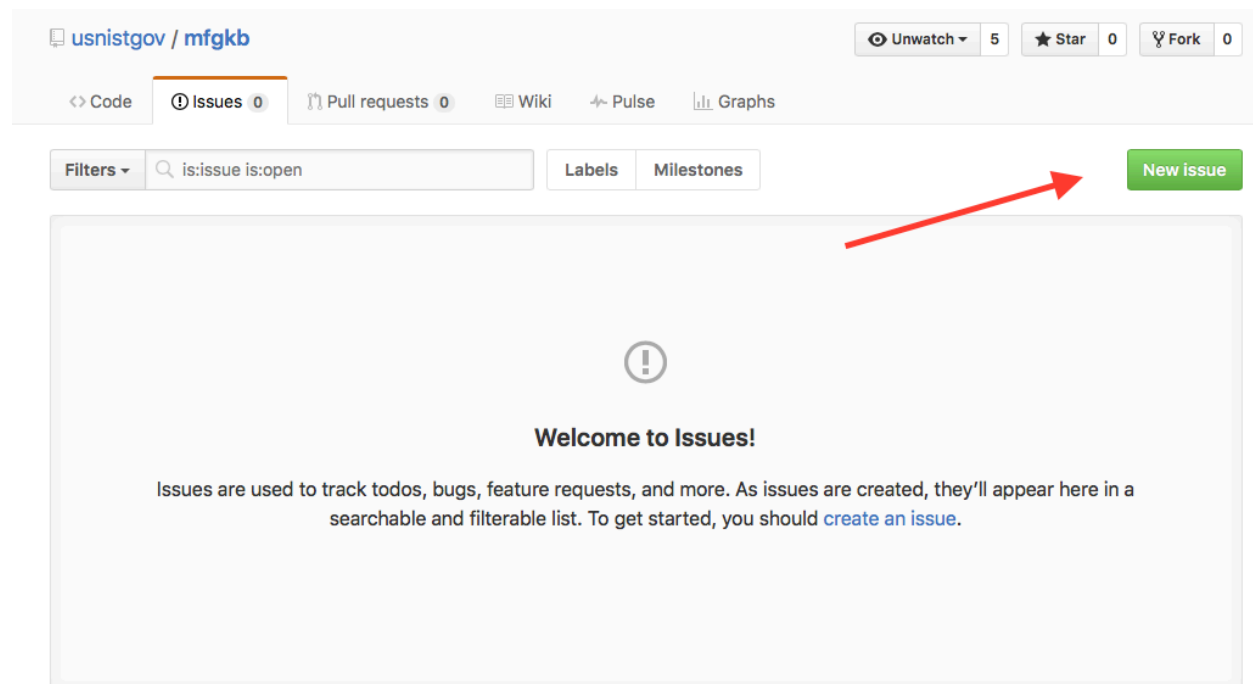 usnistgov / mfgkb
Unwatch 5 Star 0 Fork 0
Code Issues 0 Pull requests 0 Wiki Pulse Graphs
Filters is:issue is:open Labels Milestones New issue
Welcome to Issues!
Issues are used to track todos, bugs, feature requests, and more. As issues are created, they’ll appear here in a
searchable and filterable list. To get started, you should create an issue.